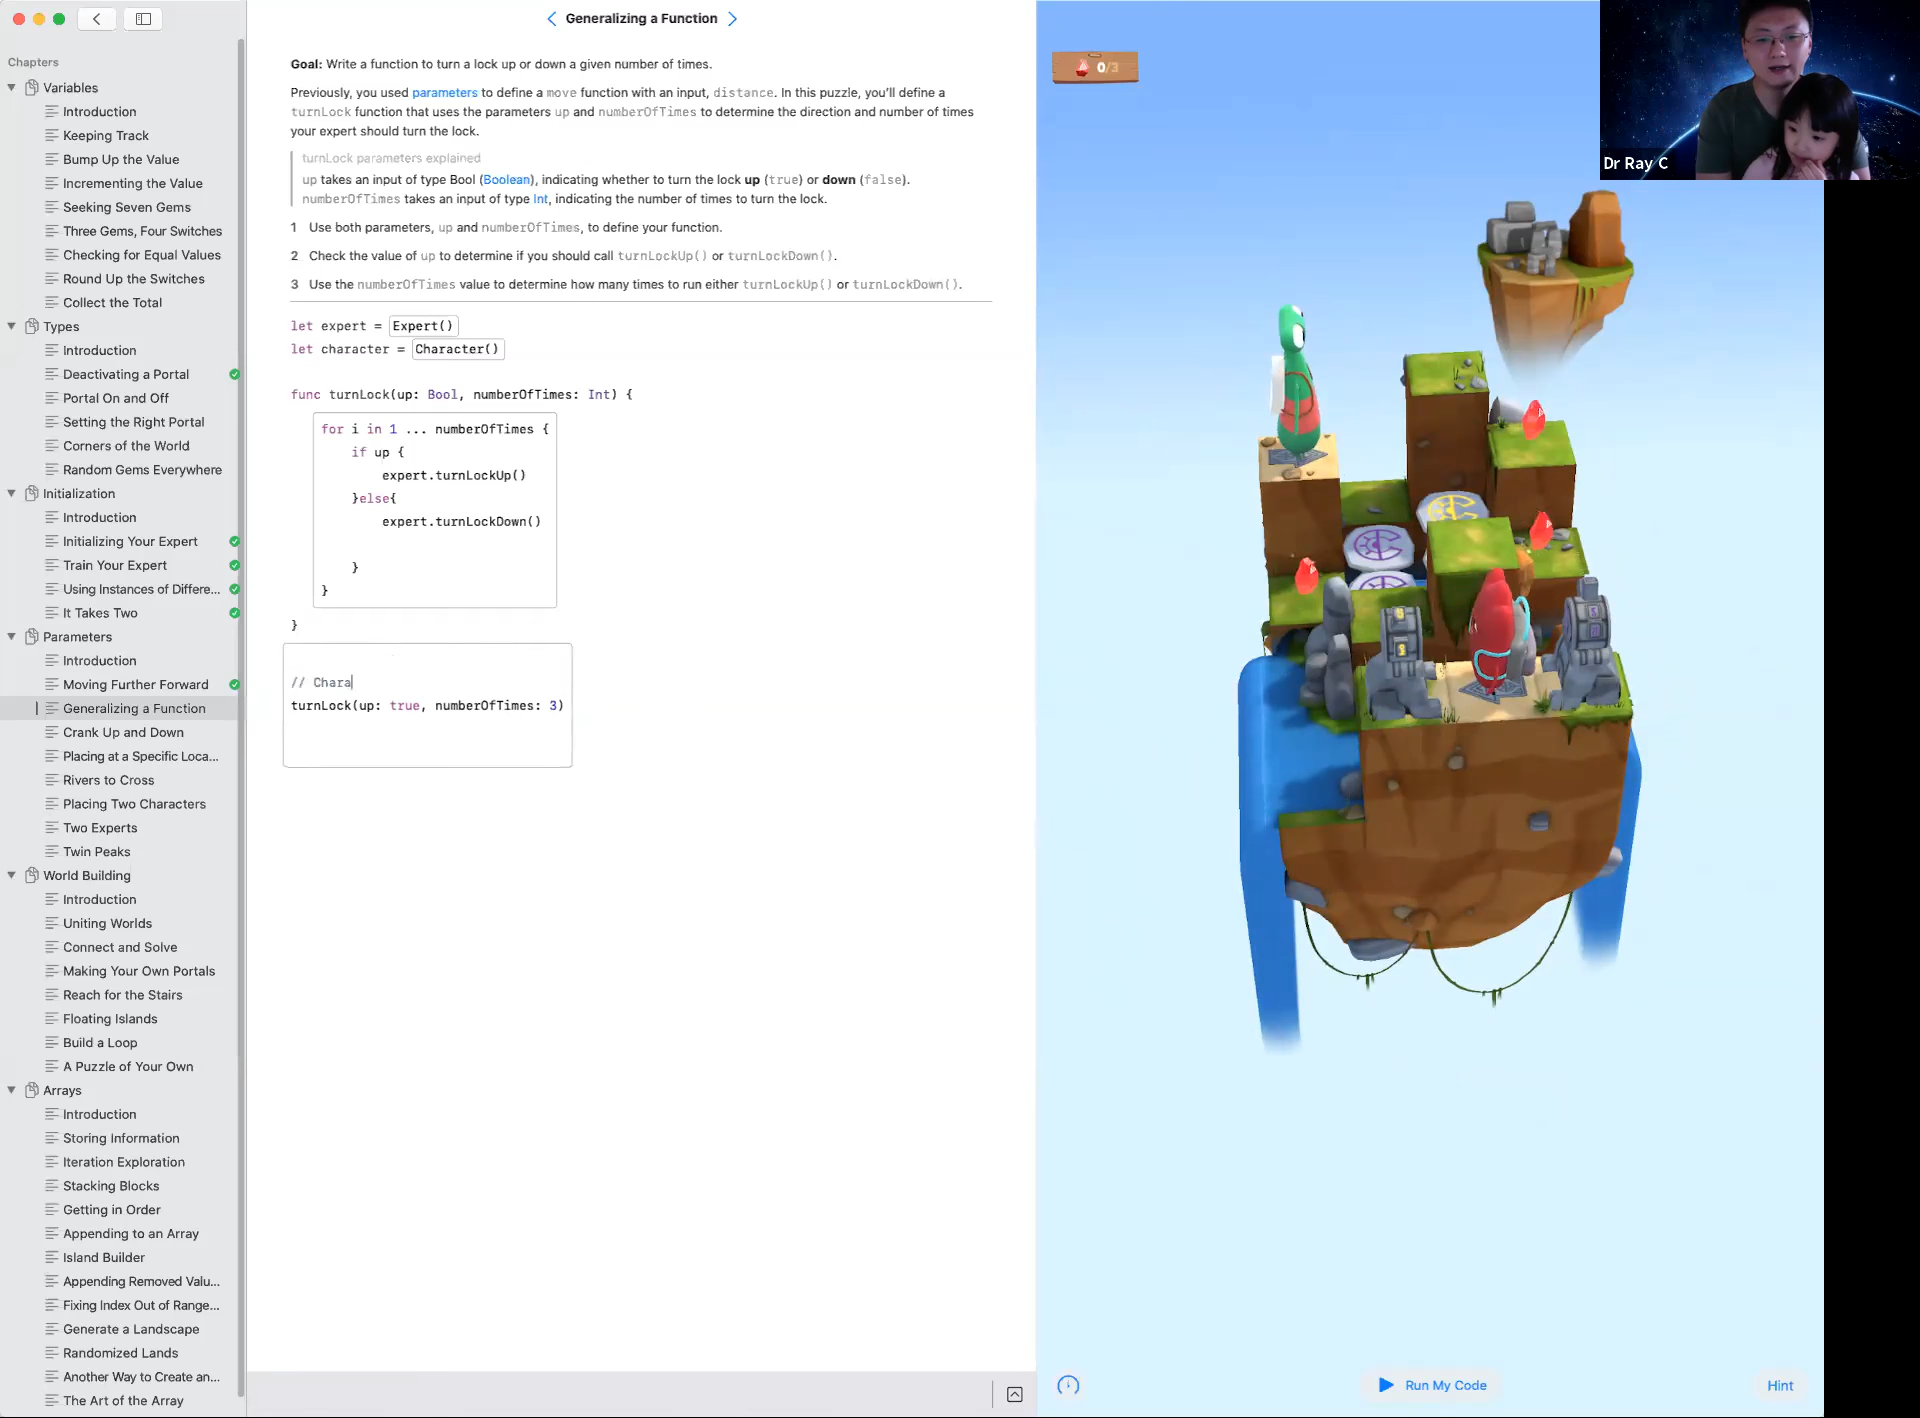 Generalizing a Function
Chapters
Variables
Introduction
Keeping Track
Bump Up the Value
Incrementing the Value
Seeking Seven Gems
Three Gems, Four Switches
Checking for Equal Values
Round Up the Switches
Collect the Total
Types
Introduction
Deactivating a Portal
Portal On and Off
Setting the Right Portal
Corners of the World
Random Gems Everywhere
Initialization
Introduction
Initializing Your Expert
Train Your Expert
Using Instances of Differe...
It Takes Two
Parameters
Introduction
Moving Further Forward
Generalizing a Function
Crank Up and Down
Placing at a Specific Loca...
Rivers to Cross
Placing Two Characters
Two Experts
Twin Peaks
World Building
Introduction
Uniting Worlds
Connect and Solve
Making Your Own Portals
Reach for the Stairs
Floating Islands
Build a Loop
A Puzzle of Your Own
Arrays
Introduction
Storing Information
Iteration Exploration
Stacking Blocks
Getting in Order
Appending to an Array
Island Builder
Appending Removed Valu...
Fixing Index Out of Range...
Generate a Landscape
Randomized Lands
Another Way to Create an...
The Art of the Array
Goal: Write a function to turn a lock up or down a given number of times.
Previously, you used parameters to define a move function with an input, distance. In this puzzle, you'll define a
turnLock function that uses the parameters up and numberOfTimes to determine the direction and number of times
your expert should turn the lock.
turnLock parameters explained
up takes an input of type Bool (Boolean), indicating whether to turn the lock up (true) or down (false).
numberOfTimes takes an input of type Int, indicating the number of times to turn the lock.
1 Use both parameters, up and numberOfTimes, to define your function.
2 Check the value of up to determine if you should call turnLockUp() or turnLockDown().
3 Use the numberOfTimes value to determine how many times to run either turnLockUp() or turnLockDown().
let expert = Expert()
let character = Character()
func turnLock(up: Bool, numberOfTimes: Int) {
for i in 1 ... numberOfTimes {
if up {
expert.turnLockUp()
}else{
expert.turnLockDown()
}
}
}
// Chara
turnLock(up: true, numberOfTimes: 3)
0/3
Dr Ray C
Run My Code
Hint